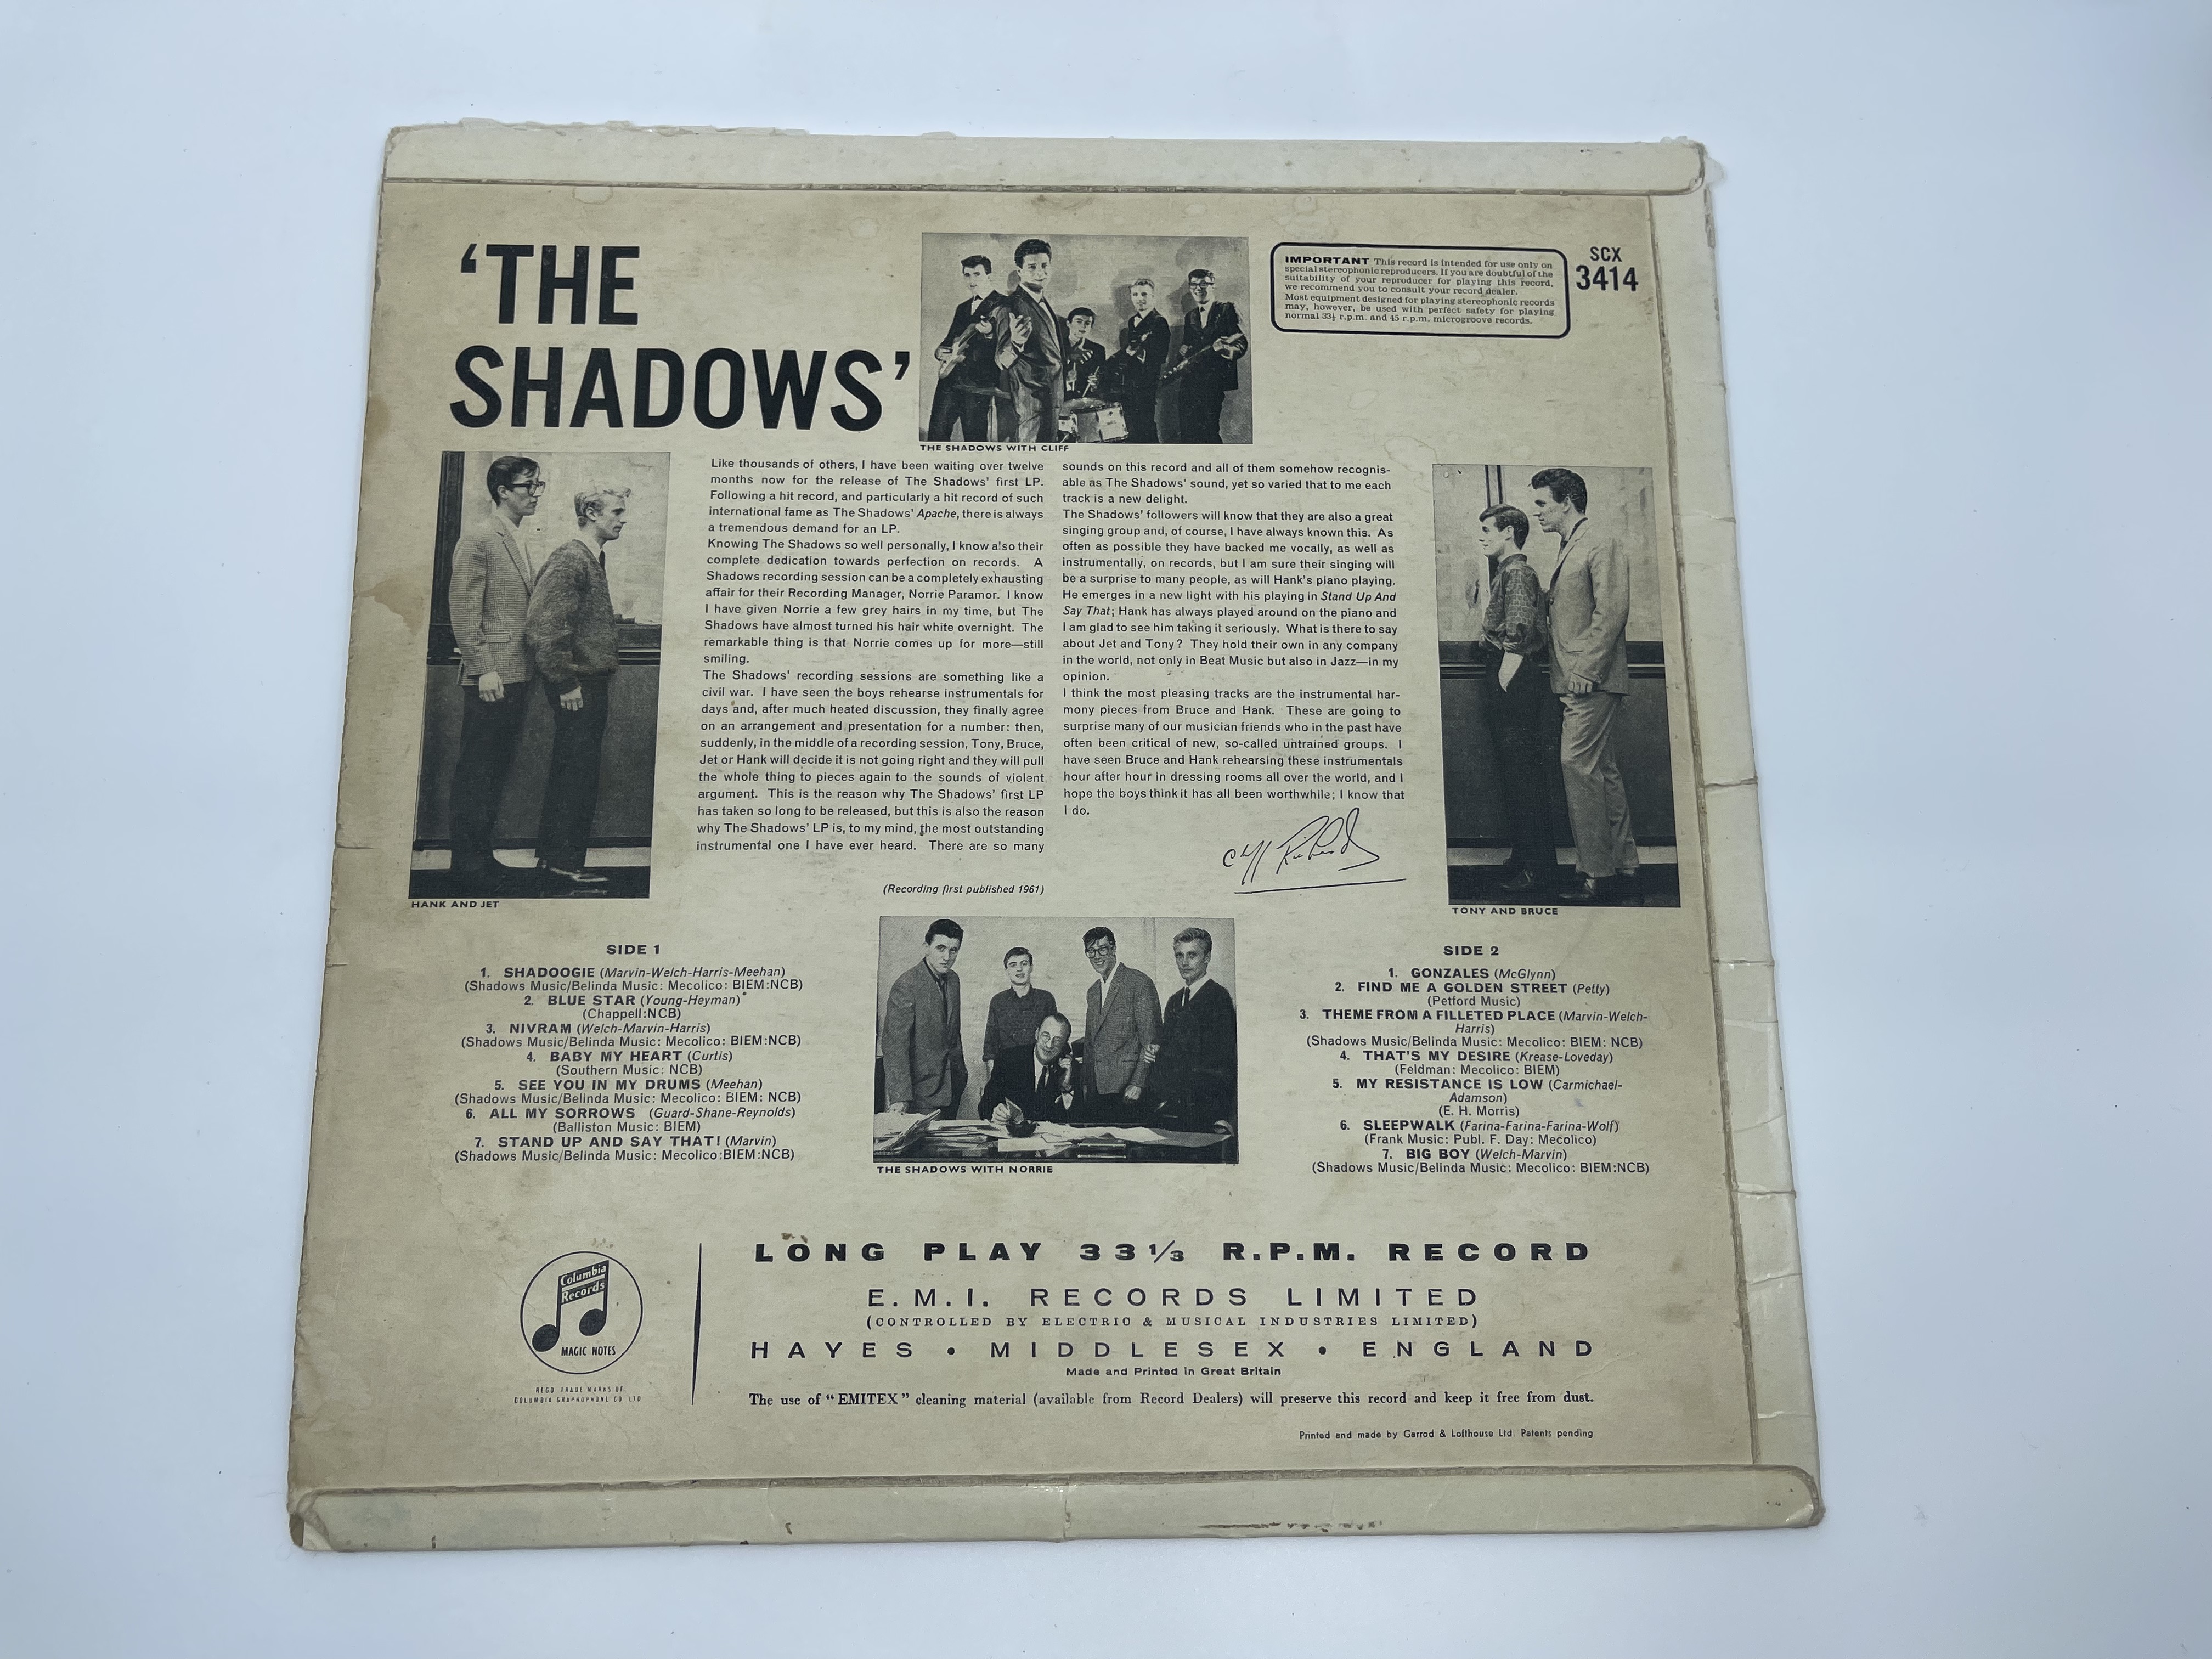 ‘THE
SHADOWS’
THE SHADOWS WITH CLIFF
IMPORTANT This record is intended for use only on
special stereophonic reproducers. If you are doubtful of the
suitability of your reproducer for playing this record,
we recommend you to consult your record dealer.
Most equipment designed for playing stereophonic records
may, however, be used with perfect safety for playing
normal 33⅓ r.p.m. and 45 r.p.m. microgroove records.
SCX
3414
HANK AND JET
Like thousands of others, I have been waiting over twelve
months now for the release of The Shadows’ first LP.
Following a hit record, and particularly a hit record of such
international fame as The Shadows’ Apache, there is always
a tremendous demand for an LP.
Knowing The Shadows so well personally, I know also their
complete dedication towards perfection on records. A
Shadows recording session can be a completely exhausting
affair for their Recording Manager, Norrie Paramor. I know
I have given Norrie a few grey hairs in my time, but The
Shadows have almost turned his hair white overnight. The
remarkable thing is that Norrie comes up for more—still
smiling.
The Shadows’ recording sessions are something like a
civil war. I have seen the boys rehearse instrumentals for
days and, after much heated discussion, they finally agree
on an arrangement and presentation for a number: then,
suddenly, in the middle of a recording session, Tony, Bruce,
Jet or Hank will decide it is not going right and they will pull
the whole thing to pieces again to the sounds of violent
argument. This is the reason why The Shadows’ first LP
has taken so long to be released, but this is also the reason
why The Shadows’ LP is, to my mind, the most outstanding
instrumental one I have ever heard. There are so many
sounds on this record and all of them somehow recognis-
able as The Shadows’ sound, yet so varied that to me each
track is a new delight.
The Shadows’ followers will know that they are also a great
singing group and, of course, I have always known this. As
often as possible they have backed me vocally, as well as
instrumentally, on records, but I am sure their singing will
be a surprise to many people, as will Hank’s piano playing.
He emerges in a new light with his playing in Stand Up And
Say That; Hank has always played around on the piano and
I am glad to see him taking it seriously. What is there to say
about Jet and Tony? They hold their own in any company
in the world, not only in Beat Music but also in Jazz—in my
opinion.
I think the most pleasing tracks are the instrumental har-
mony pieces from Bruce and Hank. These are going to
surprise many of our musician friends who in the past have
often been critical of new, so-called untrained groups. I
have seen Bruce and Hank rehearsing these instrumentals
hour after hour in dressing rooms all over the world, and I
hope the boys think it has all been worthwhile; I know that
I do.
Cliff Richard
(Recording first published 1961)
TONY AND BRUCE
SIDE 1
1. SHADOOGIE (Marvin-Welch-Harris-Meehan)
(Shadows Music/Belinda Music: Mecolico: BIEM:NCB)
2. BLUE STAR (Young-Heyman)
(Chappell:NCB)
3. NIVRAM (Welch-Marvin-Harris)
(Shadows Music/Belinda Music: Mecolico: BIEM:NCB)
4. BABY MY HEART (Curtis)
(Southern Music: NCB)
5. SEE YOU IN MY DRUMS (Meehan)
(Shadows Music/Belinda Music: Mecolico: BIEM: NCB)
6. ALL MY SORROWS (Guard-Shane-Reynolds)
(Balliston Music: BIEM)
7. STAND UP AND SAY THAT! (Marvin)
(Shadows Music/Belinda Music: Mecolico:BIEM:NCB)
THE SHADOWS WITH NORRIE
SIDE 2
1. GONZALES (McGlynn)
2. FIND ME A GOLDEN STREET (Petty)
(Petford Music)
3. THEME FROM A FILLETED PLACE (Marvin-Welch-
Harris)
(Shadows Music/Belinda Music: Mecolico: BIEM: NCB)
4. THAT’S MY DESIRE (Krease-Loveday)
(Feldman: Mecolico: BIEM)
5. MY RESISTANCE IS LOW (Carmichael-
Adamson)
(E. H. Morris)
6. SLEEPWALK (Farina-Farina-Farina-Wolf)
(Frank Music: Publ. F. Day: Mecolico)
7. BIG BOY (Welch-Marvin)
(Shadows Music/Belinda Music: Mecolico: BIEM:NCB)
Columbia
Records
MAGIC NOTES
REGD TRADE MARKS OF
COLUMBIA GRAPHOPHONE CO LTD
LONG PLAY 33⅓ R.P.M. RECORD
E.M.I. RECORDS LIMITED
(CONTROLLED BY ELECTRIC & MUSICAL INDUSTRIES LIMITED)
HAYES • MIDDLESEX • ENGLAND
Made and Printed in Great Britain
The use of “EMITEX” cleaning material (available from Record Dealers) will preserve this record and keep it free from dust.
Printed and made by Garrod & Lofthouse Ltd. Patents pending